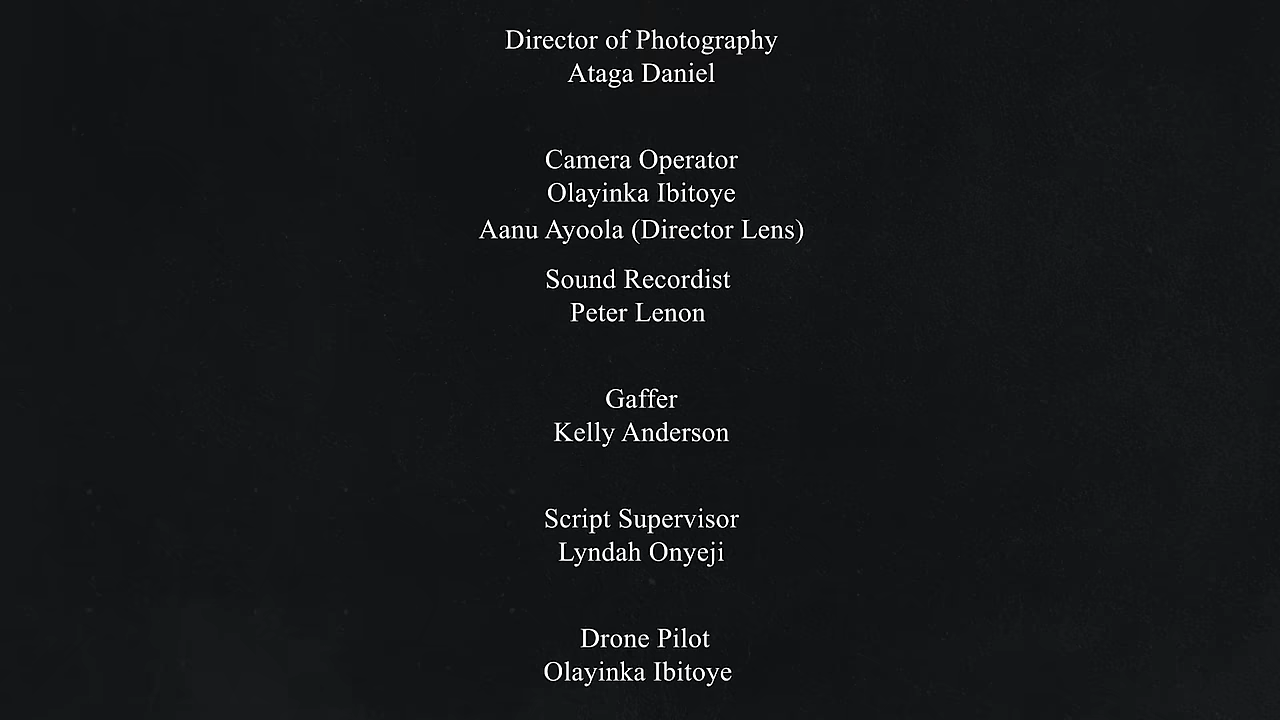 Director of Photography
Ataga Daniel
Camera Operator
Olayinka Ibitoye
Aanu Ayoola (Director Lens)
Sound Recordist
Peter Lenon
Gaffer
Kelly Anderson
Script Supervisor
Lyndah Onyeji
Drone Pilot
Olayinka Ibitoye